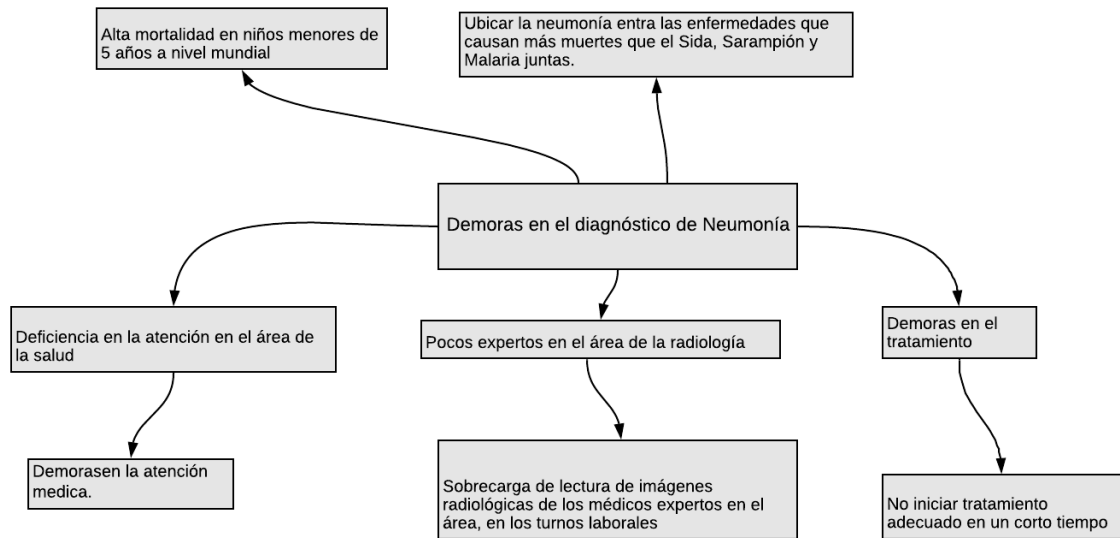 Alta mortalidad en niños menores de
5 años a nivel mundial
Ubicar la neumonía entra las enfermedades que
causan más muertes que el Sida, Sarampión y
Malaria juntas.
Demoras en el diagnóstico de Neumonía
Deficiencia en la atención en el área de
la salud
Pocos expertos en el área de la radiología
Demoras en el
tratamiento
Demorasen la atención
medica.
Sobrecarga de lectura de imágenes
radiológicas de los médicos expertos en el
área, en los turnos laborales
No iniciar tratamiento
adecuado en un corto tiempo